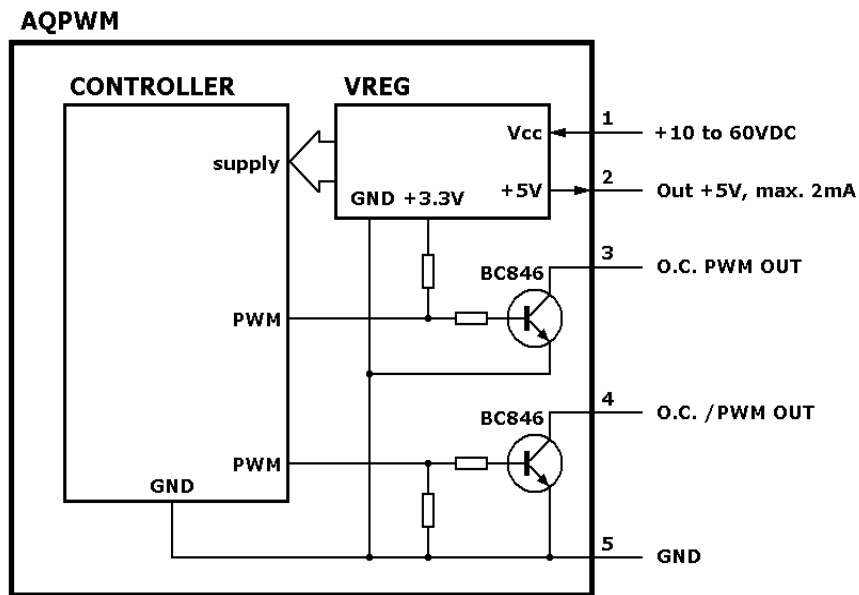 AQPWM
CONTROLLER
VREG
supply
Vcc
1
+10 to 60VDC
+5V
2
Out +5V, max. 2mA
GND +3.3V
BC846
3
O.C. PWM OUT
PWM
BC846
4
O.C. /PWM OUT
PWM
GND
5
GND